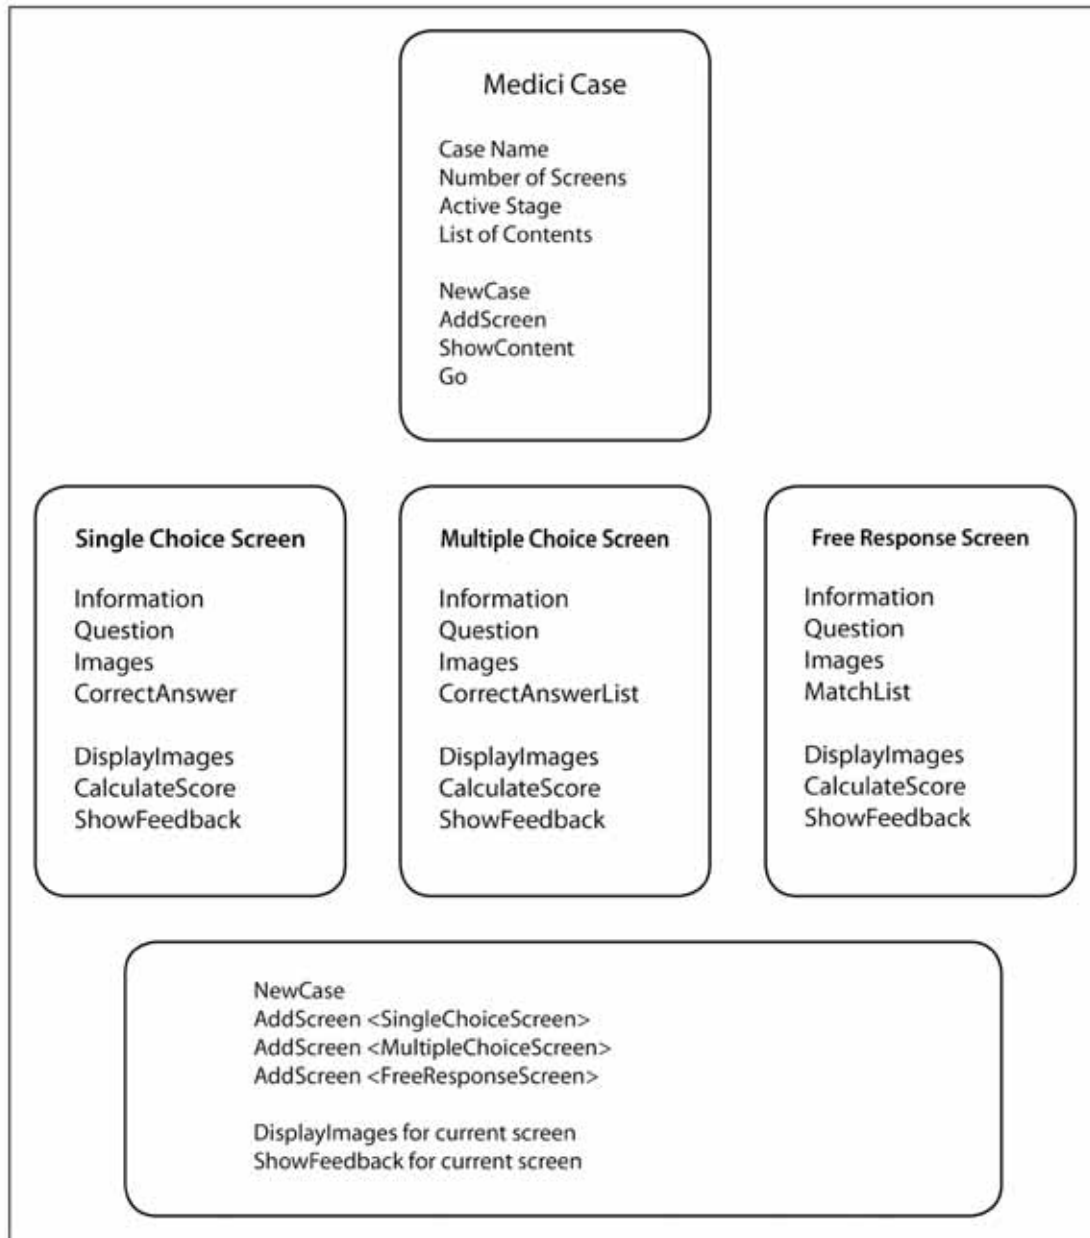 Medici Case
Case Name
Number of Screens
Active Stage
List of Contents
NewCase
AddScreen
ShowContent
Go
Single Choice Screen
Information
Question
Images
CorrectAnswer
DisplayImages
CalculateScore
ShowFeedback
Multiple Choice Screen
Information
Question
Images
CorrectAnswerList
DisplayImages
CalculateScore
ShowFeedback
Free Response Screen
Information
Question
Images
MatchList
DisplayImages
CalculateScore
ShowFeedback
NewCase
AddScreen <SingleChoiceScreen>
AddScreen <MultipleChoiceScreen>
AddScreen <FreeResponseScreen>
DisplayImages for current screen
ShowFeedback for current screen